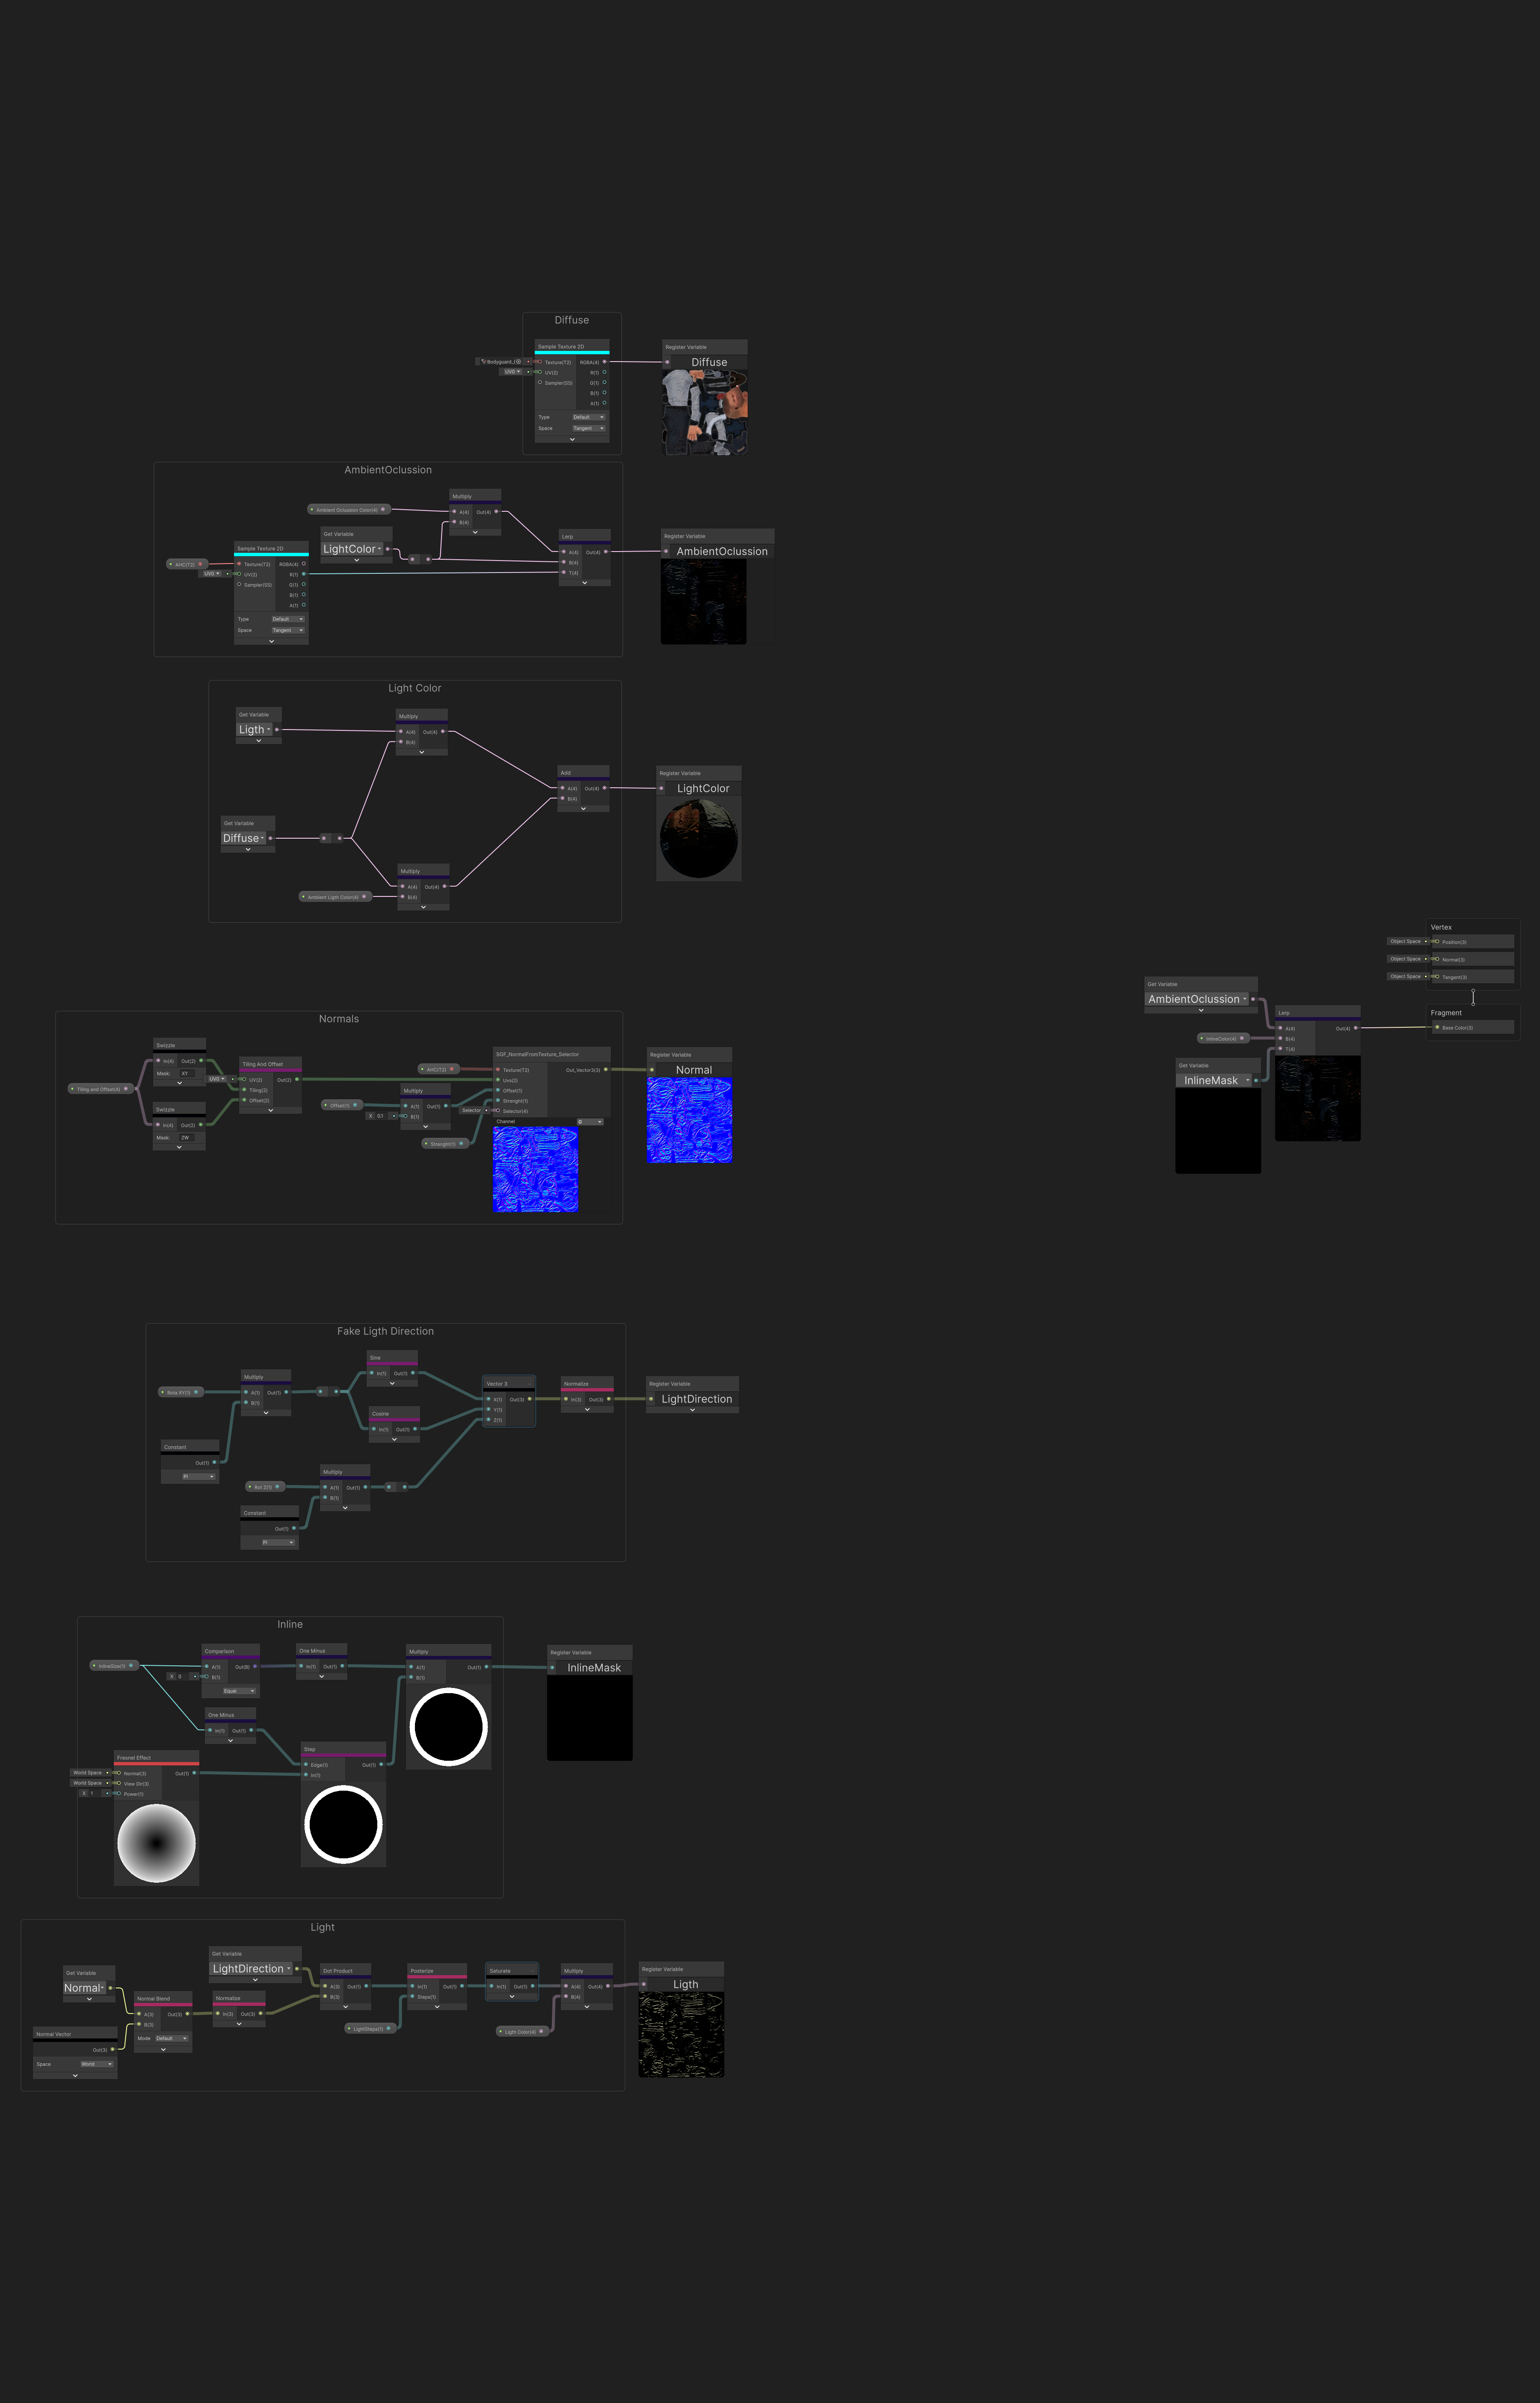 Diffuse
Sample Texture 2D
Texture(T2)
RGBA(4)
UV0
UV(2)
R(1)
Sampler(SS)
G(1)
B(1)
A(1)
Type
Default
Space
Tangent
Register Variable
Diffuse
AmbientOclussion
Ambient Occlusion Color(4)
Multiply
A(4)
Out(4)
B(4)
Get Variable
LightColor
Lerp
A(4)
Out(4)
B(4)
T(4)
AHC(T2)
Sample Texture 2D
Texture(T2)
RGBA(4)
UV0
UV(2)
R(1)
Sampler(SS)
G(1)
B(1)
A(1)
Type
Default
Space
Tangent
Register Variable
AmbientOclussion
Light Color
Get Variable
Ligth
Multiply
A(4)
Out(4)
B(4)
Get Variable
Diffuse
Ambient Ligth Color(4)
Multiply
A(4)
Out(4)
B(4)
Add
A(4)
Out(4)
B(4)
Register Variable
LightColor
Normals
Tiling and Offset(4)
Swizzle
In(4)
Out(2)
Mask:
XY
Swizzle
In(4)
Out(2)
Mask:
ZW
Tiling And Offset
UV0
UV(2)
Out(2)
Tiling(2)
Offset(2)
AHC(T2)
Offset(1)
Multiply
A(1)
Out(1)
X 0.1
B(1)
Strenght(1)
SGF_NormalFromTexture_Selector
Texture(T2)
Out_Vector3(3)
Uvs(2)
Offset(1)
Strenght(1)
Selector
Selector(4)
Channel
Register Variable
Normal
Fake Ligth Direction
Rota XY(1)
Multiply
A(1)
Out(1)
B(1)
Constant
Out(1)
PI
Sine
In(1)
Out(1)
Cosine
In(1)
Out(1)
Rot Z(1)
Multiply
A(1)
Out(1)
B(1)
Constant
Out(1)
PI
Vector 3
X(1)
Out(3)
Y(1)
Z(1)
Normalize
In(3)
Out(3)
Register Variable
LightDirection
Inline
InlineSize(1)
Comparison
A(1)
Out(B)
X 0
B(1)
Equal
One Minus
In(1)
Out(1)
One Minus
In(1)
Out(1)
Multiply
A(1)
Out(1)
B(1)
Fresnel Effect
World Space
Normal(3)
Out(1)
World Space
View Dir(3)
X 1
Power(1)
Step
Edge(1)
Out(1)
In(1)
Register Variable
InlineMask
Light
Get Variable
Normal
Normal Vector
Out(3)
Space
World
Normal Blend
A(3)
Out(3)
B(3)
Mode
Default
Get Variable
LightDirection
Normalize
In(3)
Out(3)
Dot Product
A(3)
Out(1)
B(3)
LightSteps(1)
Posterize
In(1)
Out(1)
Steps(1)
Saturate
In(1)
Out(1)
Light Color(4)
Multiply
A(4)
Out(4)
B(4)
Register Variable
Ligth
Get Variable
AmbientOclussion
InlineColor(4)
Get Variable
InlineMask
Lerp
A(4)
Out(4)
B(4)
T(4)
Vertex
Object Space
Position(3)
Object Space
Normal(3)
Object Space
Tangent(3)
Fragment
Base Color(3)